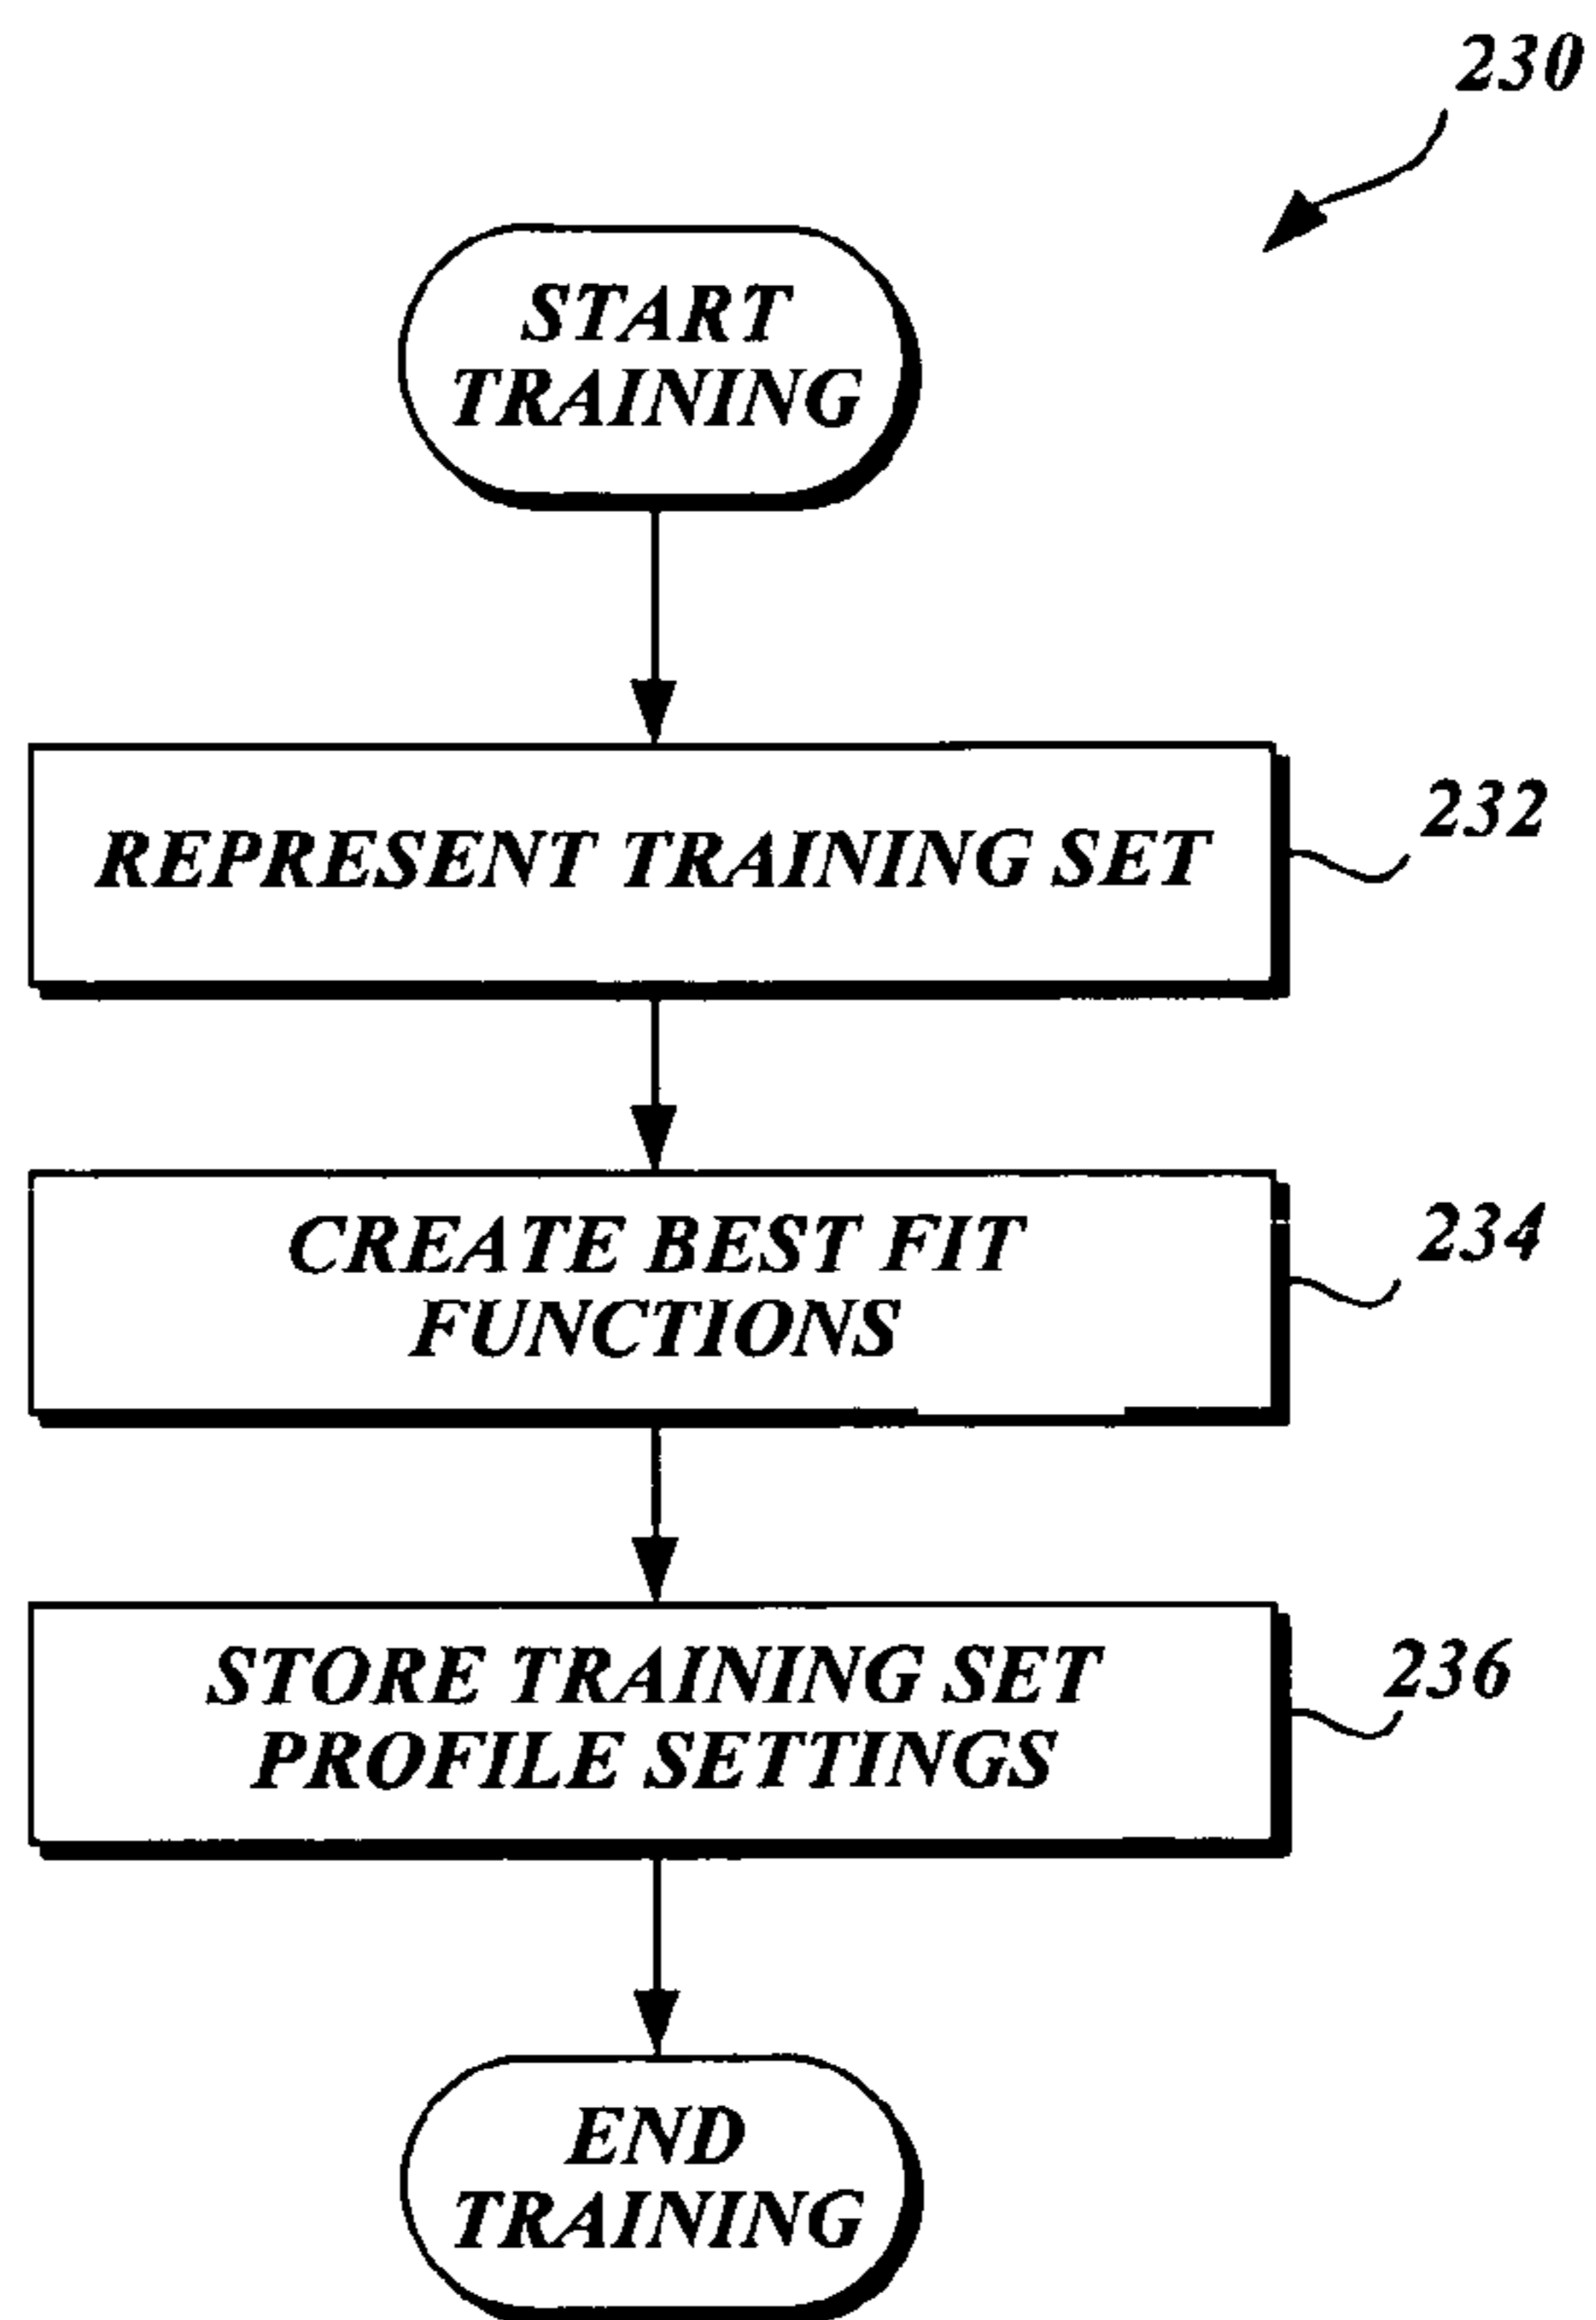 230
START
TRAINING
REPRESENT TRAINING SET
232
CREATE BEST FIT
FUNCTIONS
234
STORE TRAINING SET
PROFILE SETTINGS
236
END
TRAINING